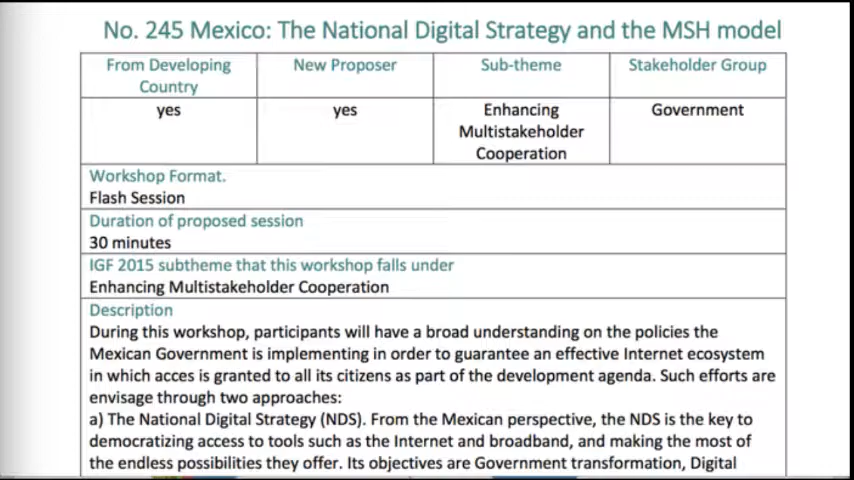 No. 245 Mexico: The National Digital Strategy and the MSH model
From Developing Country
New Proposer
Sub-theme
Stakeholder Group
yes
yes
Enhancing Multistakeholder Cooperation
Government
Workshop Format.
Flash Session
Duration of proposed session
30 minutes
IGF 2015 subtheme that this workshop falls under
Enhancing Multistakeholder Cooperation
Description
During this workshop, participants will have a broad understanding on the policies the
Mexican Government is implementing in order to guarantee an effective Internet ecosystem
in which acces is granted to all its citizens as part of the development agenda. Such efforts are
envisage through two approaches:
a) The National Digital Strategy (NDS). From the Mexican perspective, the NDS is the key to
democratizing access to tools such as the Internet and broadband, and making the most of
the endless possibilities they offer. Its objectives are Government transformation, Digital